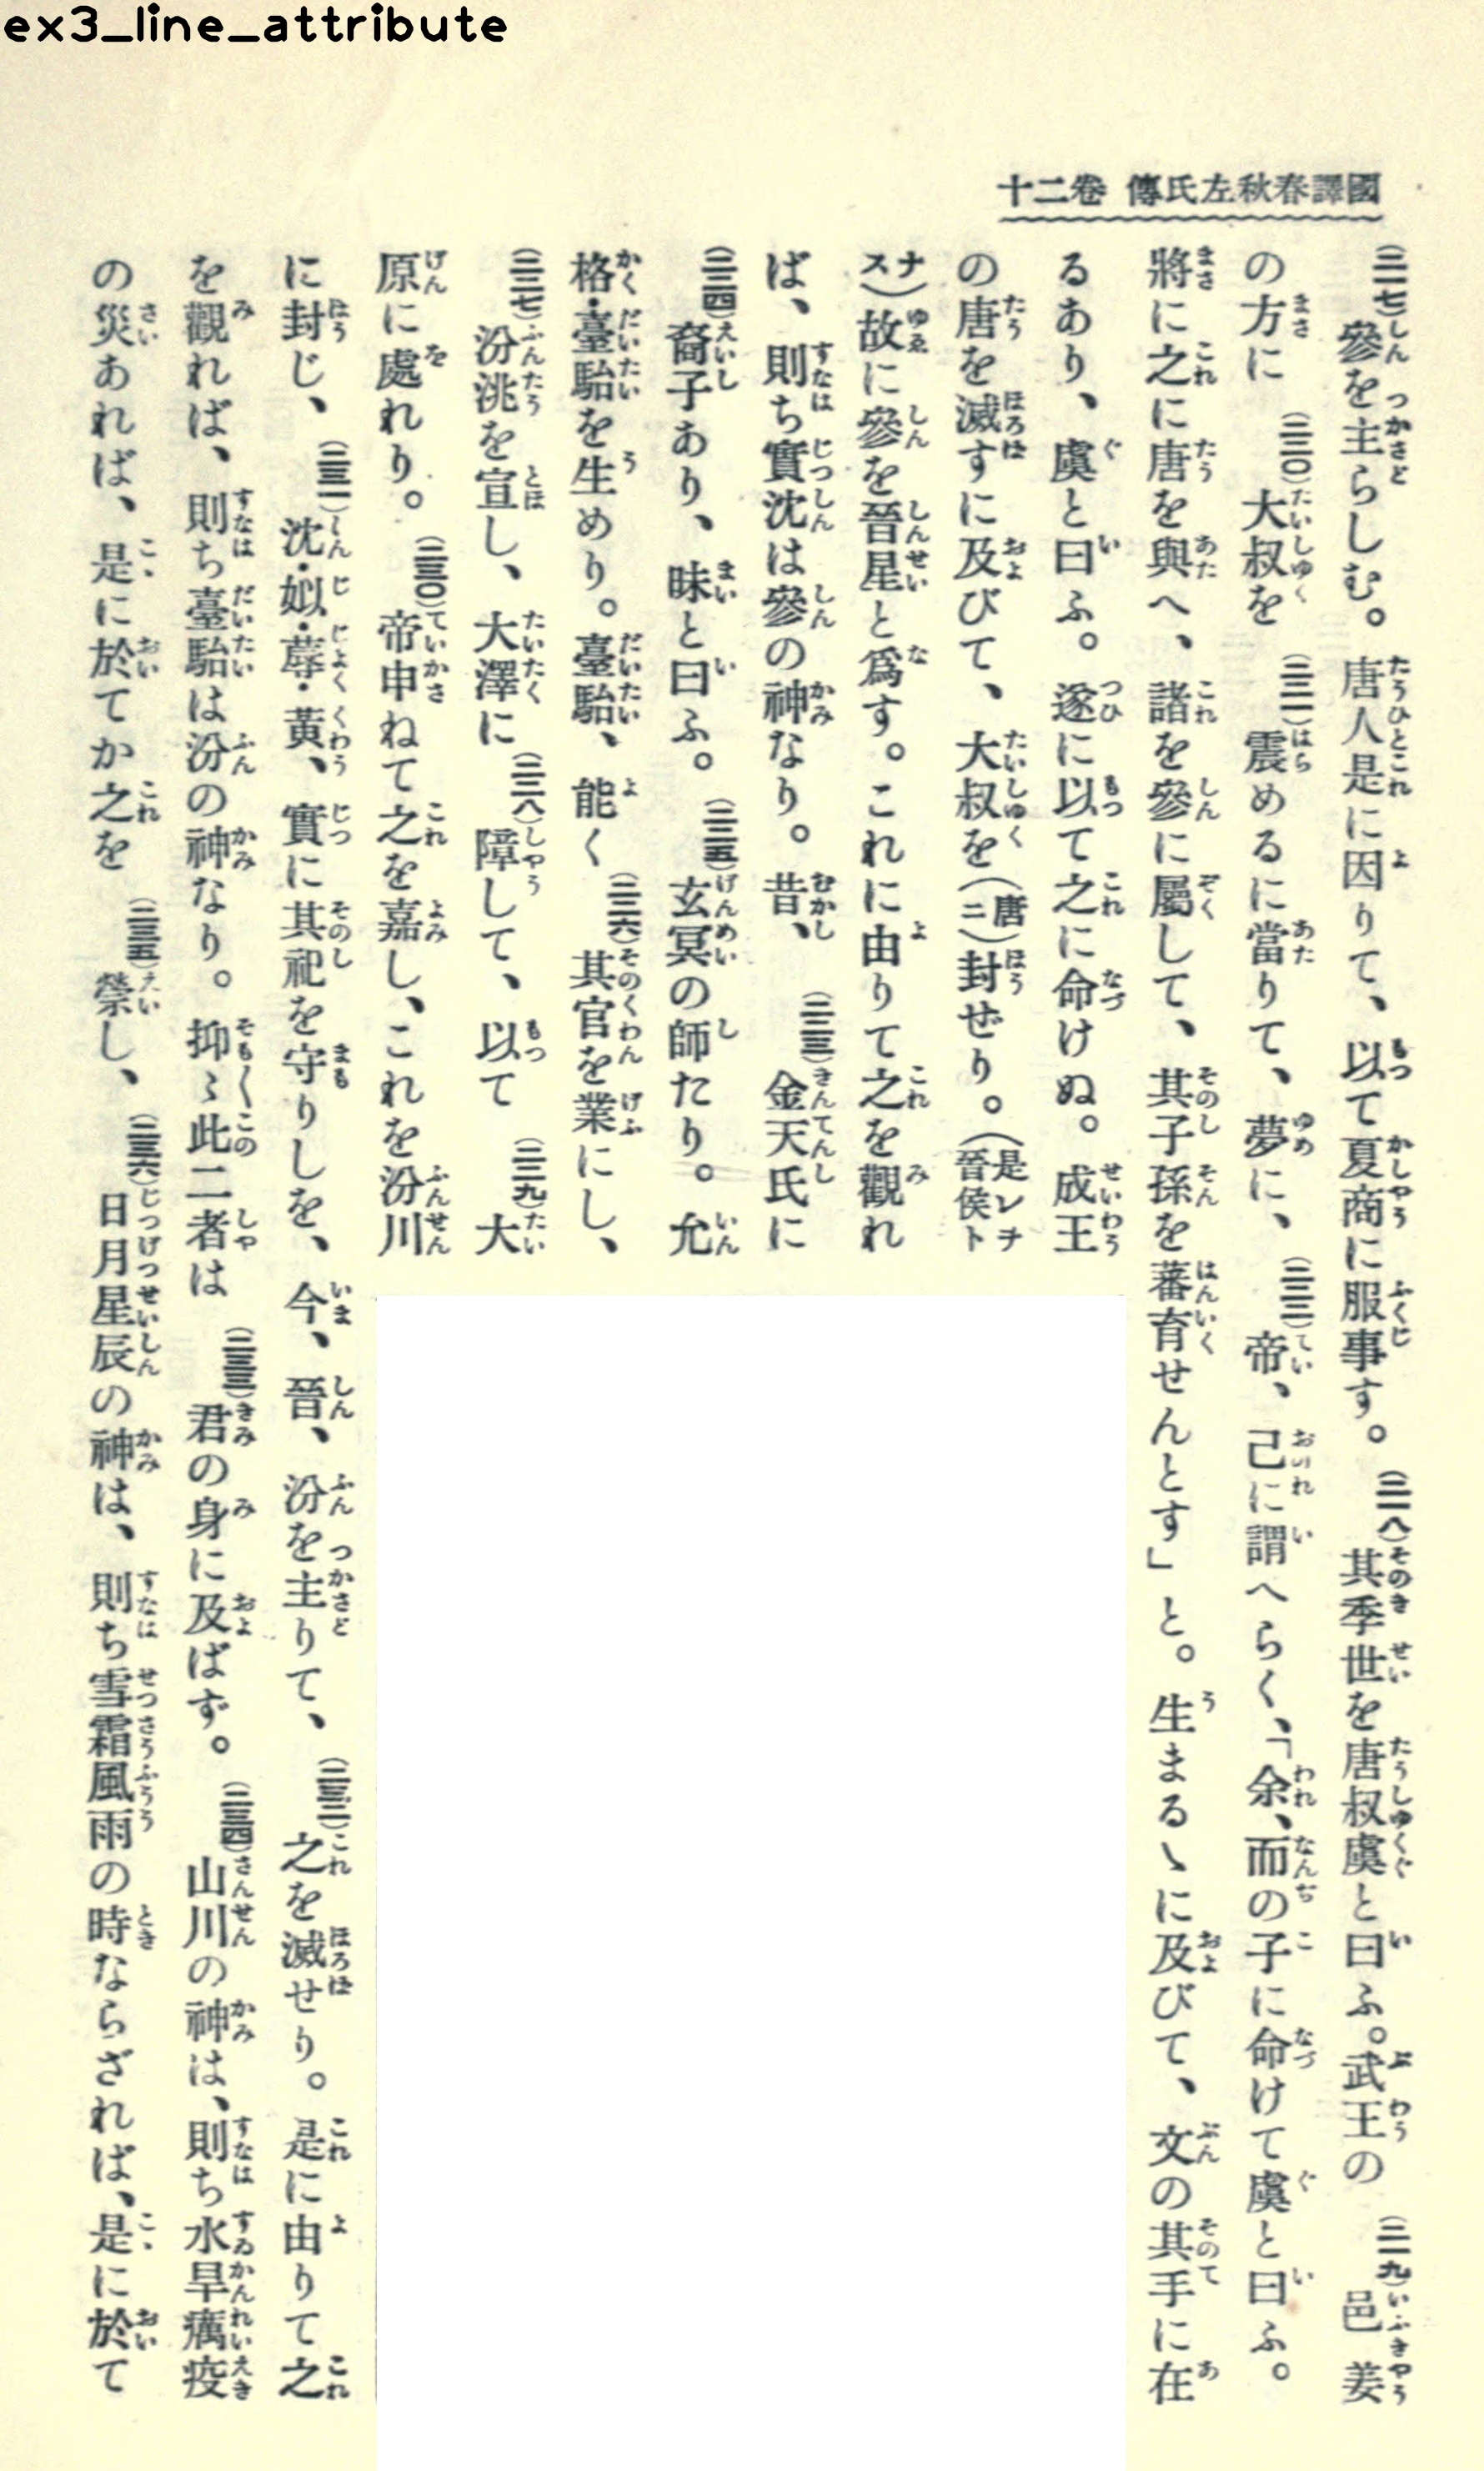 ex3_line_attribute
國譯春秋左氏傳 卷二十
(二一七)參を主らしむ。唐人是に因りて、以て夏商に服事す。(二一八)其季世を唐叔虞と曰ふ。武王の(二一九)邑姜
の方に(二二〇)大叔を(二二一)震めるに當りて、夢に、(二二二)帝、己に謂へらく、「余、而の子に命けて虞と曰ふ。
將に之に唐を與へ、諸を參に屬して、其子孫を蕃育せんとす」と。生まるゝに及びて、文の其手に在
るあり、虞と曰ふ。遂に以て之に命けぬ。成王
の唐を滅すに及びて、大叔を(唐ニ)封ぜり。(是レチ晉侯ト
ナス)故に參を晉星と爲す。これに由りて之を觀れ
ば、則ち實沈は參の神なり。昔、(二二三)金天氏に
(二二四)裔子あり、昧と曰ふ。(二二五)玄冥の師たり。允
格・臺駘を生めり。臺駘、能く(二二六)其官を業にし、
(二二七)汾洮を宣し、大澤に(二二八)障して、以て(二二九)大
原に處れり。(二三〇)帝申ねて之を嘉し、これを汾川
に封じ、(二三一)沈・姒・蓐・黄、實に其祀を守りしを、今、晉、汾を主りて、(二三二)之を滅せり。是に由りて之
を觀れば、則ち臺駘は汾の神なり。抑〻此二者は(二三三)君の身に及ばず。(二三四)山川の神は、則ち水旱癘疫
の災あれば、是に於てか之を(二三五)禜し、(二三六)日月星辰の神は、則ち雪霜風雨の時ならざれば、是に於て